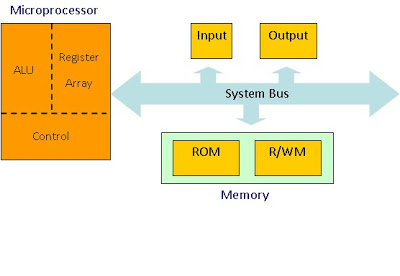 Microprocessor
ALU
Register
Array
Control
Input
Output
System Bus
ROM
R/WM
Memory